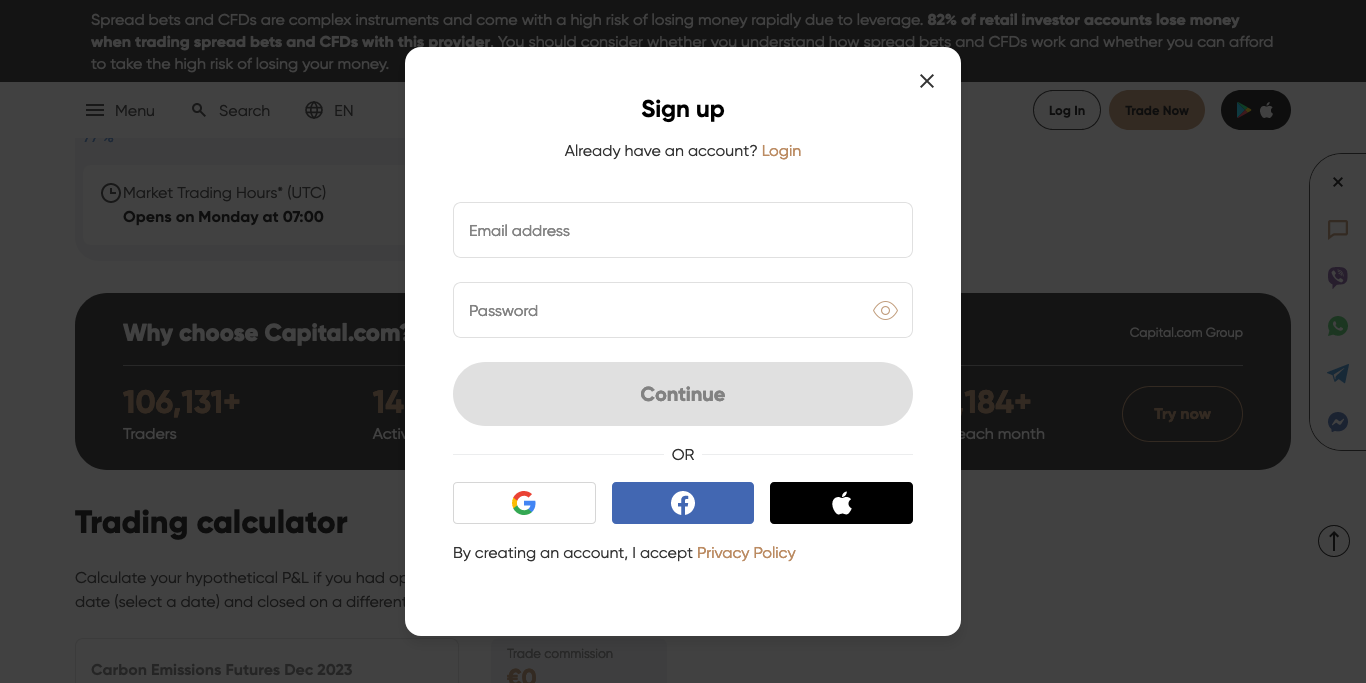 Spread bets and CFDs are complex instruments and come with a high risk of losing money rapidly due to leverage. 82% of retail investor accounts lose money
when trading spread bets and CFDs with this provider. You should consider whether you understand how spread bets and CFDs work and whether you can afford
to take the high risk of losing your money.
Menu
Search
EN
Log In
Trade Now
Market Trading Hours* (UTC)
Opens on Monday at 07:00
Sign up
Already have an account? Login
Email address
Password
Continue
OR
By creating an account, I accept Privacy Policy
Why choose Capital.com?
Capital.com Group
106,131+
Traders
14
Activ
184+
each month
Try now
Trading calculator
Calculate your hypothetical P&L if you had op
date (select a date) and closed on a different
Carbon Emissions Futures Dec 2023
Trade commission
€0